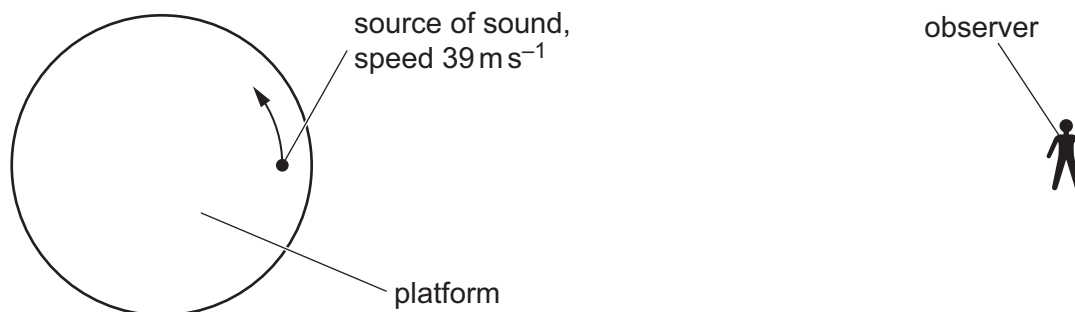 source of sound,
speed 39 m s⁻¹
observer
platform